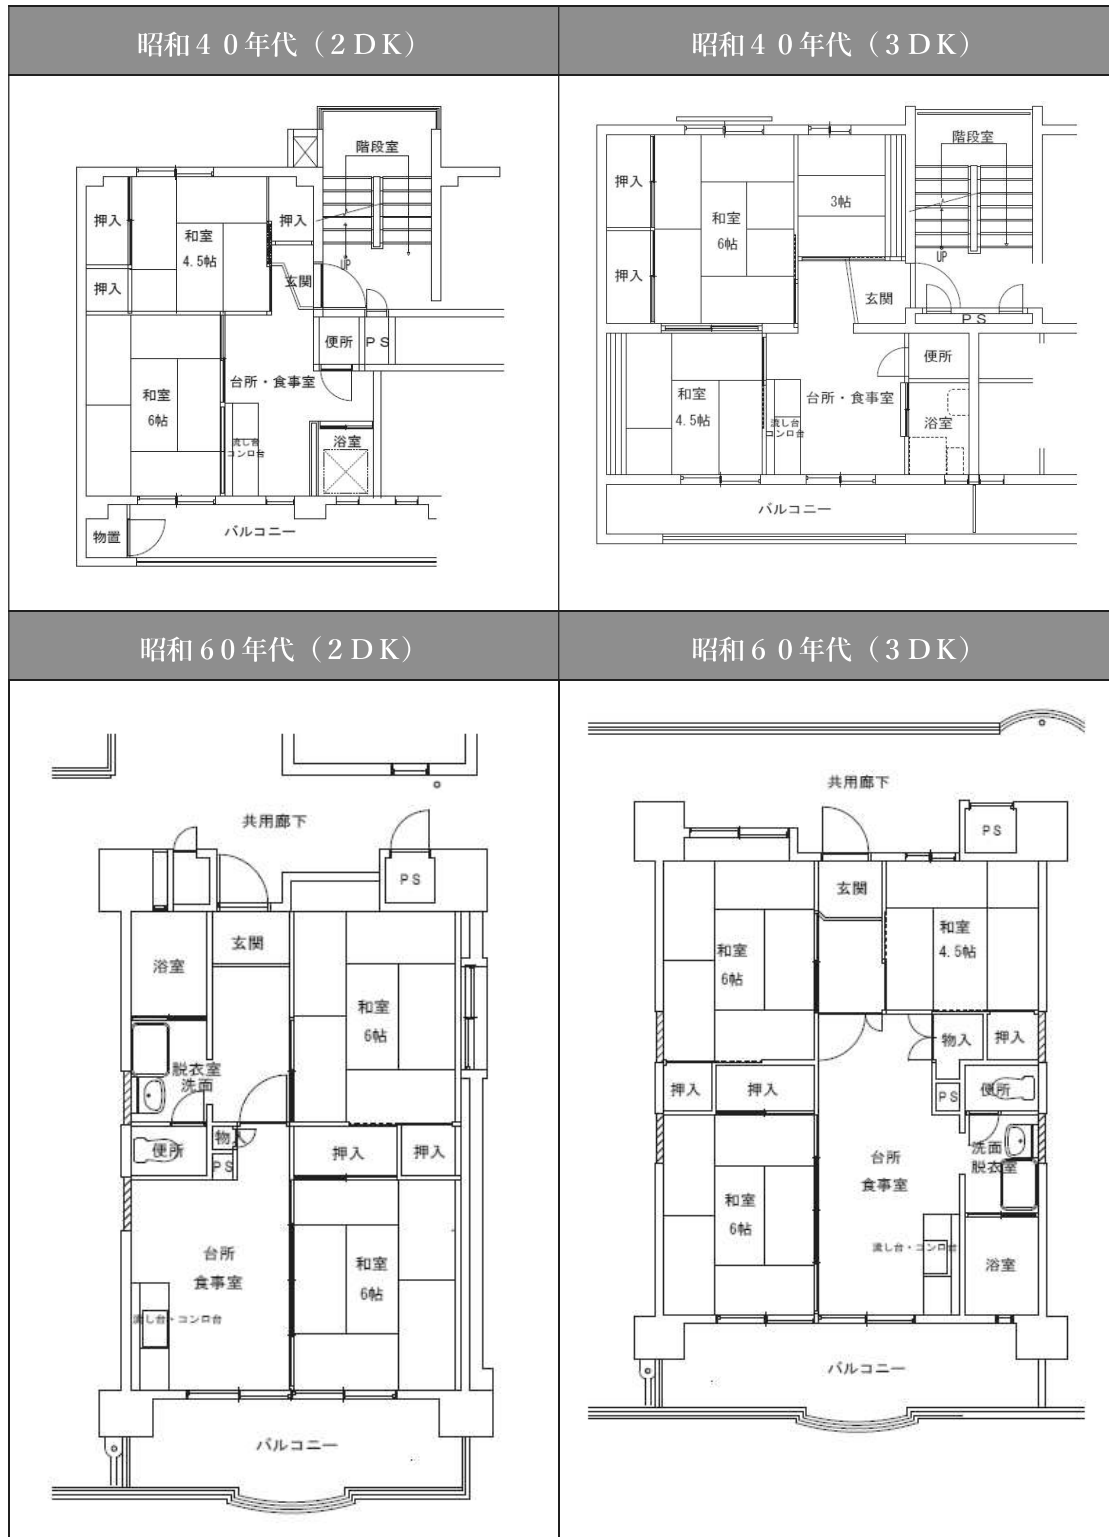 昭和４０年代（２ＤＫ）
階段室
押入
和室
4.5帖
押入
UP
玄関
押入
便所
ＰＳ
台所・食事室
和室
6帖
流し台
コンロ台
浴室
物置
バルコニー
昭和４０年代（３ＤＫ）
階段室
押入
和室
6帖
3帖
UP
押入
玄関
ＰＳ
便所
和室
4.5帖
台所・食事室
流し台
コンロ台
浴室
バルコニー
昭和６０年代（２ＤＫ）
共用廊下
ＰＳ
玄関
浴室
和室
6帖
脱衣室
洗面
便所
物入
ＰＳ
押入
押入
台所
食事室
和室
6帖
流し台・コンロ台
バルコニー
昭和６０年代（３ＤＫ）
共用廊下
ＰＳ
玄関
和室
6帖
和室
4.5帖
物入
押入
押入
押入
ＰＳ
便所
洗面
脱衣室
台所
食事室
和室
6帖
流し台・コンロ台
浴室
バルコニー